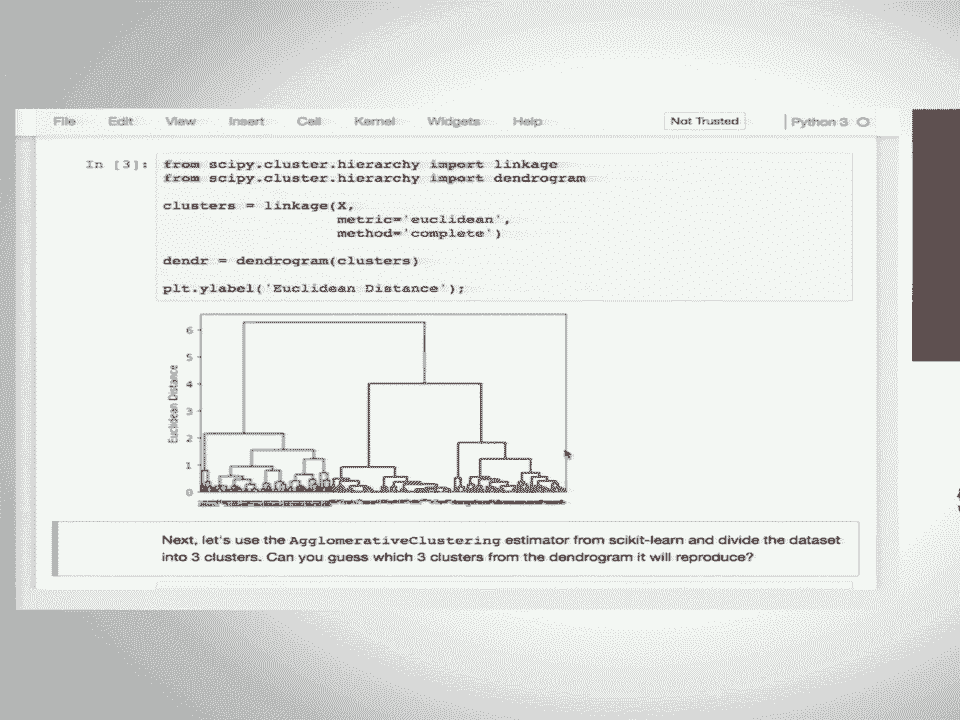 File Edit View Insert Cell Kernel Widgets Help Not Trusted Python 3
In [3]: from scipy.cluster.hierarchy import linkage
from scipy.cluster.hierarchy import dendrogram
clusters = linkage(X,
metric='euclidean',
method='complete')
dendr = dendrogram(clusters)
plt.ylabel('Euclidean Distance');
6
5
4
3
2
1
0
Euclidean Distance
Next, let's use the AgglomerativeClustering estimator from scikit-learn and divide the dataset
into 3 clusters. Can you guess which 3 clusters from the dendrogram it will reproduce?